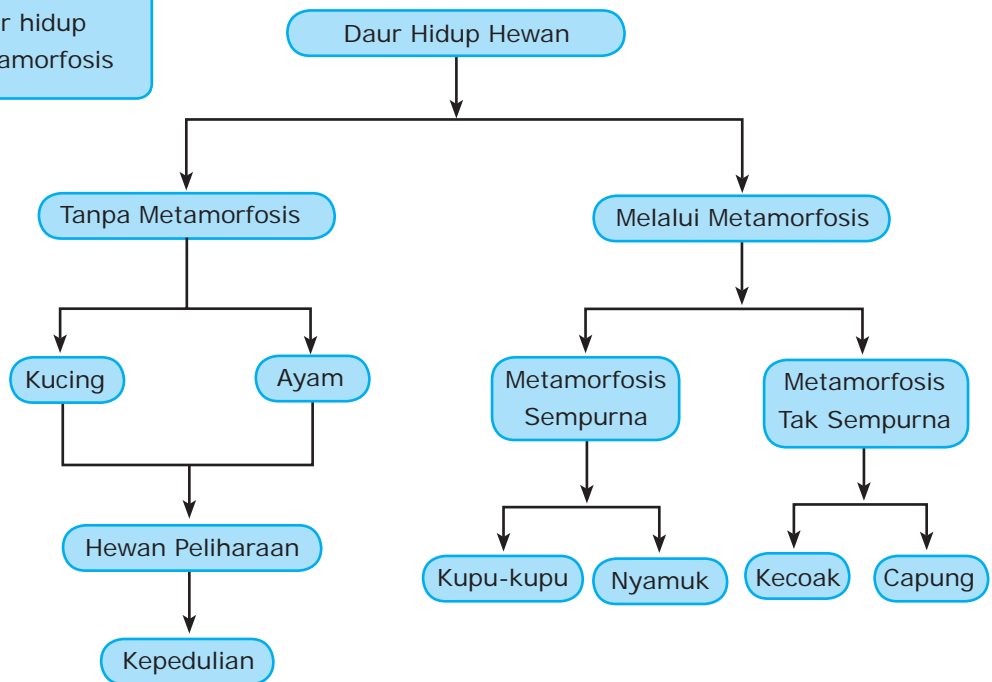 r hidup
amorfosis
Daur Hidup Hewan
Tanpa Metamorfosis
Melalui Metamorfosis
Kucing
Ayam
Metamorfosis
Sempurna
Metamorfosis
Tak Sempurna
Hewan Peliharaan
Kupu-kupu
Nyamuk
Kecoak
Capung
Kepedulian